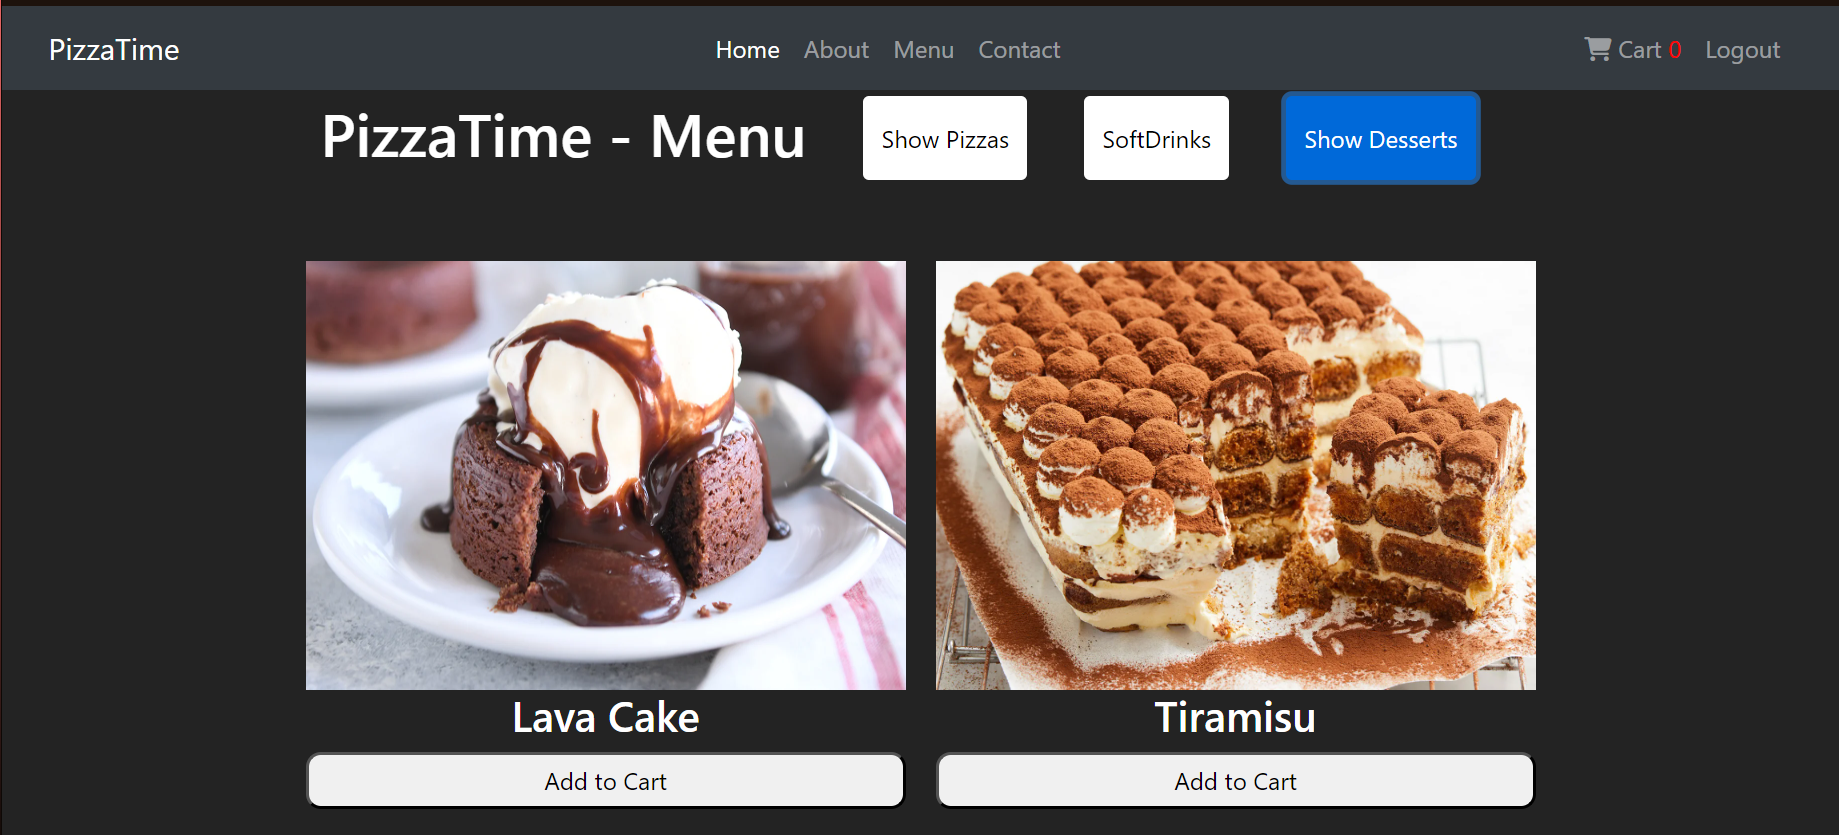 PizzaTime
Home About Menu Contact
Cart 0 Logout
PizzaTime - Menu
Show Pizzas
SoftDrinks
Show Desserts
Lava Cake
Tiramisu
Add to Cart
Add to Cart